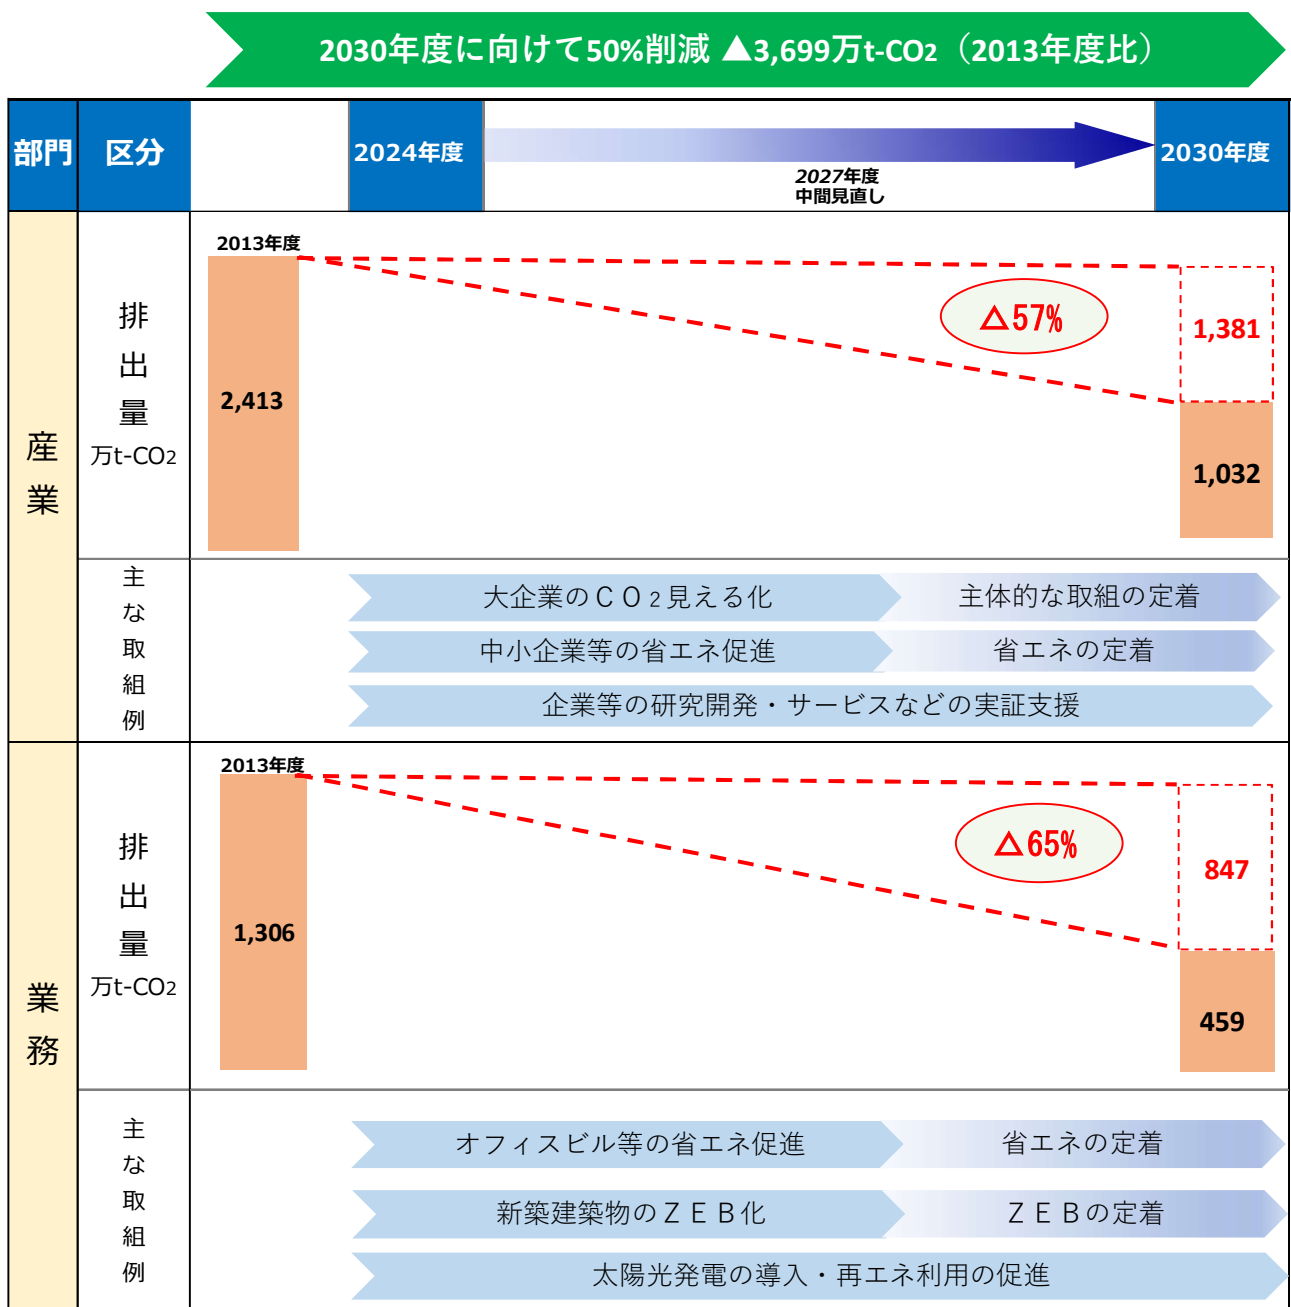 2030年度に向けて50%削減 ▲3,699万t-CO2（2013年度比）
部門
区分
2024年度
2027年度
中間見直し
2030年度
産業
排出量
万t-CO2
2013年度
2,413
△57%
1,381
1,032
主な取組例
大企業のＣＯ２見える化
主体的な取組の定着
中小企業等の省エネ促進
省エネの定着
企業等の研究開発・サービスなどの実証支援
業務
排出量
万t-CO2
2013年度
1,306
△65%
847
459
主な取組例
オフィスビル等の省エネ促進
省エネの定着
新築建築物のＺＥＢ化
ＺＥＢの定着
太陽光発電の導入・再エネ利用の促進